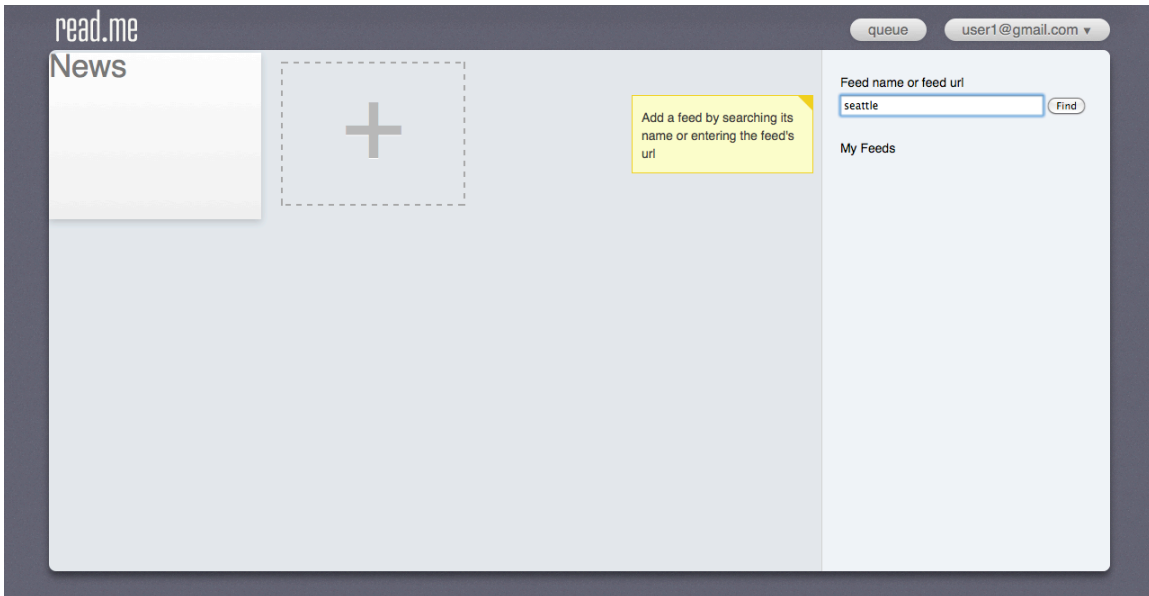 read.me
queue
user1@gmail.com ▾
News
Add a feed by searching its
name or entering the feed's
url
Feed name or feed url
seattle
Find
My Feeds